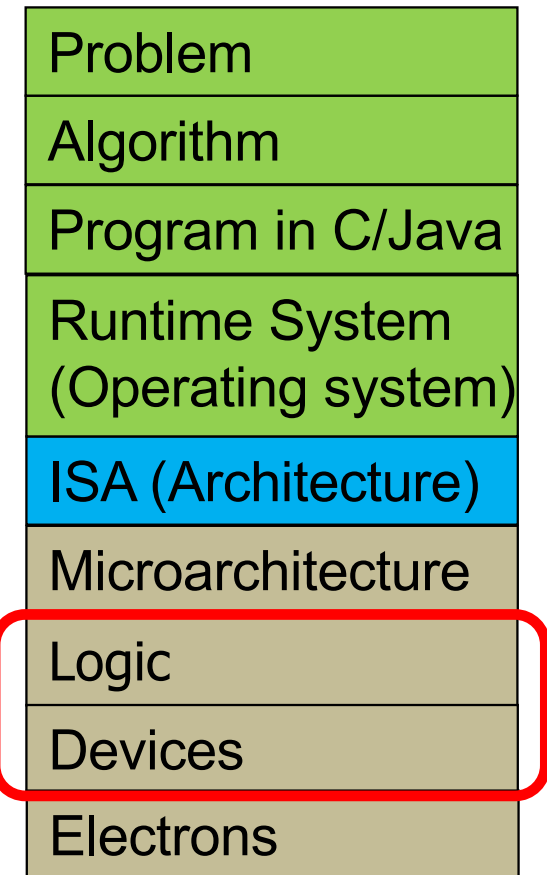 Problem
Algorithm
Program in C/Java
Runtime System
(Operating system)
ISA (Architecture)
Microarchitecture
Logic
Devices
Electrons